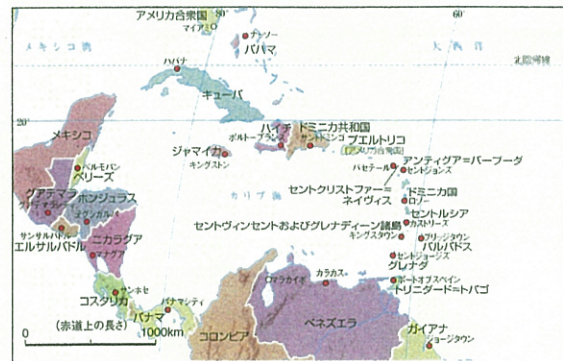 80
60
アメリカ合衆国
マイアミ
ナッソー
バハマ
メキシコ湾
大西洋
北回帰線
ハバナ
キューバ
20
メキシコ
ハイチ
ドミニカ共和国
ポルトープランス
サントドミンゴ
プエルトリコ
[アメリカ合衆国]
ジャマイカ
キングストン
アンティグア=バーブーダ
セントジョンズ
バセテール
ベルモパン
ベリーズ
カリブ海
セントクリストファー=
ネイヴィス
ドミニカ国
ロゾー
グアテマラ
ホンジュラス
テグシガルパ
セントルシア
カストリーズ
サンサルバドル
エルサルバドル
ニカラグア
マナグア
セントヴィンセントおよびグレナディーン諸島
キングスタウン
ブリッジタウン
バルバドス
セントジョージズ
グレナダ
カラカス
マラカイボ
ポートオブスペイン
トリニダード=トバゴ
サンホセ
コスタリカ
パナマシティ
パナマ
コロンビア
ベネズエラ
ガイアナ
ジョージタウン
0
(赤道上の長さ)
1000km